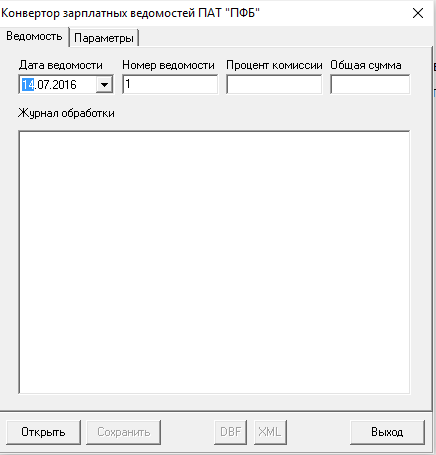 Конвертор зарплатных ведомостей ПАТ "ПФБ"
Ведомость Параметры
Дата ведомости Номер ведомости Процент комиссии Общая сумма
14.07.2016 1
Журнал обработки
Открыть Сохранить DBF XML Выход